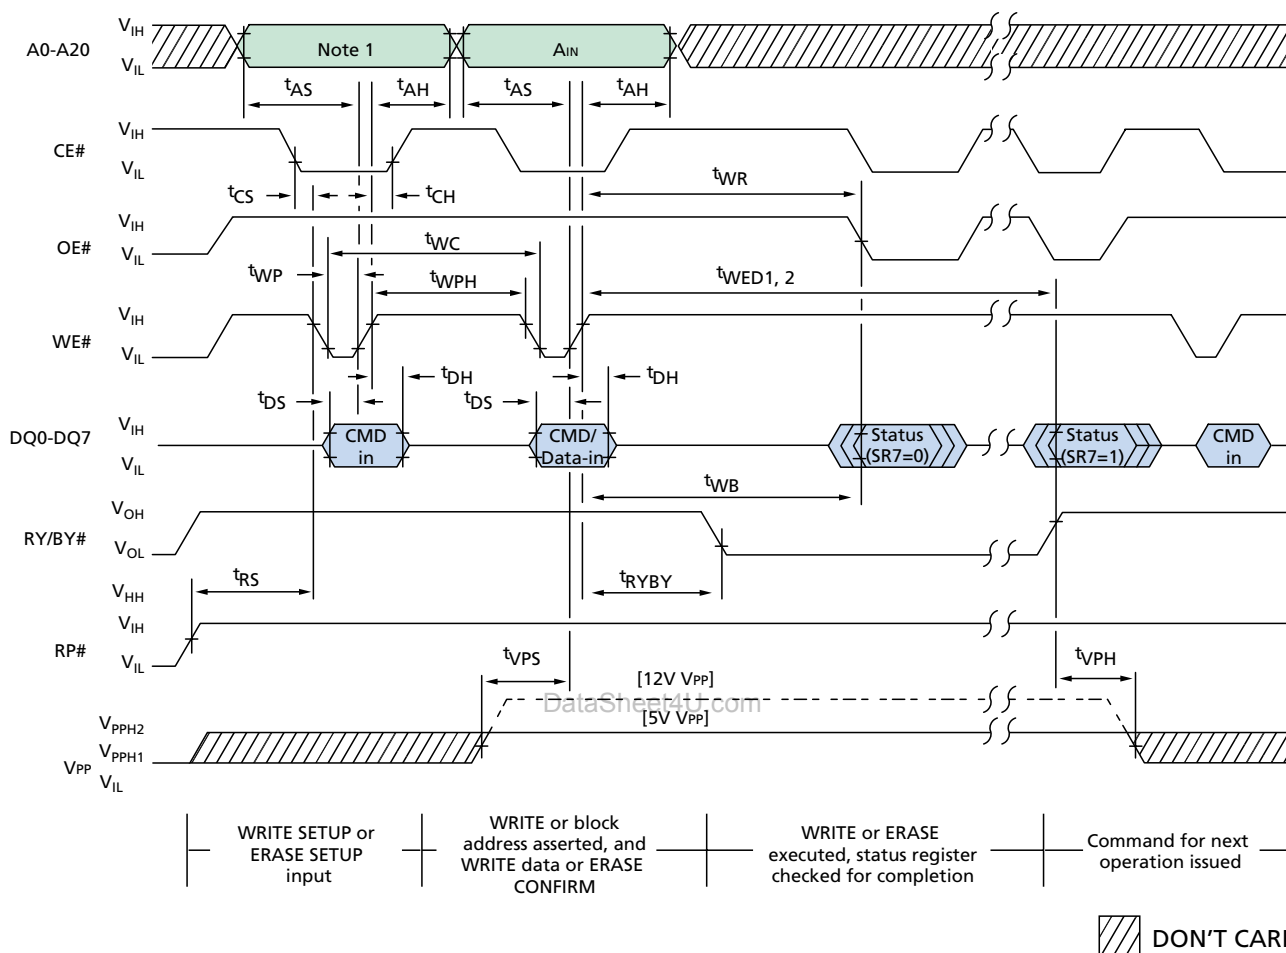 A0-A20
VIH
VIL
Note 1
AIN
tAS
tAH
tAS
tAH
CE#
VIH
VIL
tCS
tCH
tWR
OE#
VIH
VIL
tWC
tWP
tWPH
tWED1, 2
WE#
VIH
VIL
tDH
tDH
tDS
tDS
DQ0-DQ7
VIH
VIL
CMD
in
CMD/
Data-in
Status
(SR7=0)
Status
(SR7=1)
CMD
in
tWB
RY/BY#
VOH
VOL
tRS
tRYBY
VHH
RP#
VIH
VIL
tVPS
tVPH
[12V VPP]
DataSheet4U.com
[5V VPP]
VPPH2
VPPH1
VPP
VIL
WRITE SETUP or
ERASE SETUP
input
WRITE or block
address asserted, and
WRITE data or ERASE
CONFIRM
WRITE or ERASE
executed, status register
checked for completion
Command for next
operation issued
DON'T CARE